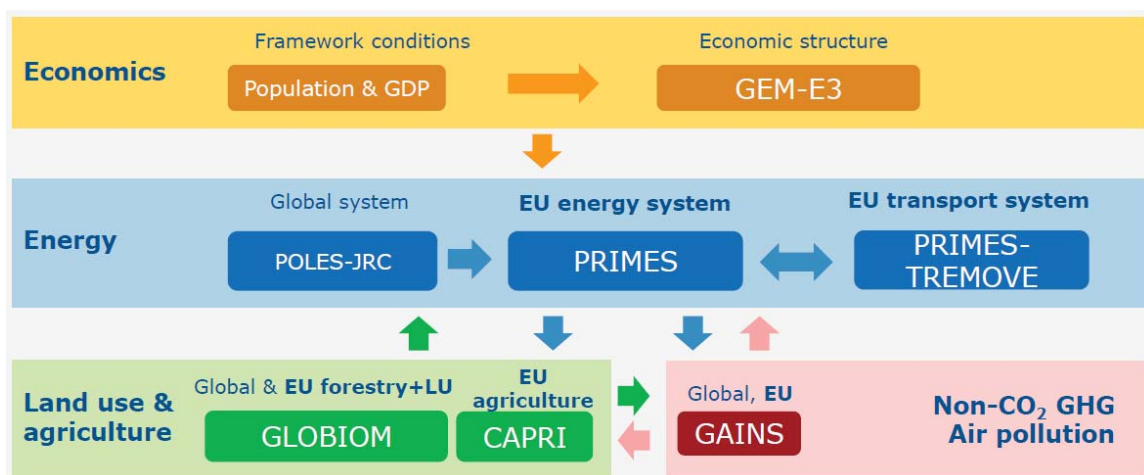 Economics
Framework conditions
Population & GDP
Economic structure
GEM-E3
Energy
Global system
POLES-JRC
EU energy system
PRIMES
EU transport system
PRIMES-
TREMOVE
Land use &
agriculture
Global & EU forestry+LU
GLOBIOM
EU
agriculture
CAPRI
Global, EU
GAINS
Non-CO₂ GHG
Air pollution